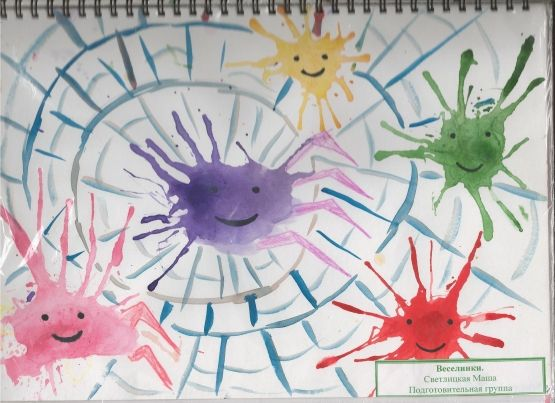 Веселинки.
Светлицкая Маша
Подготовительная группа